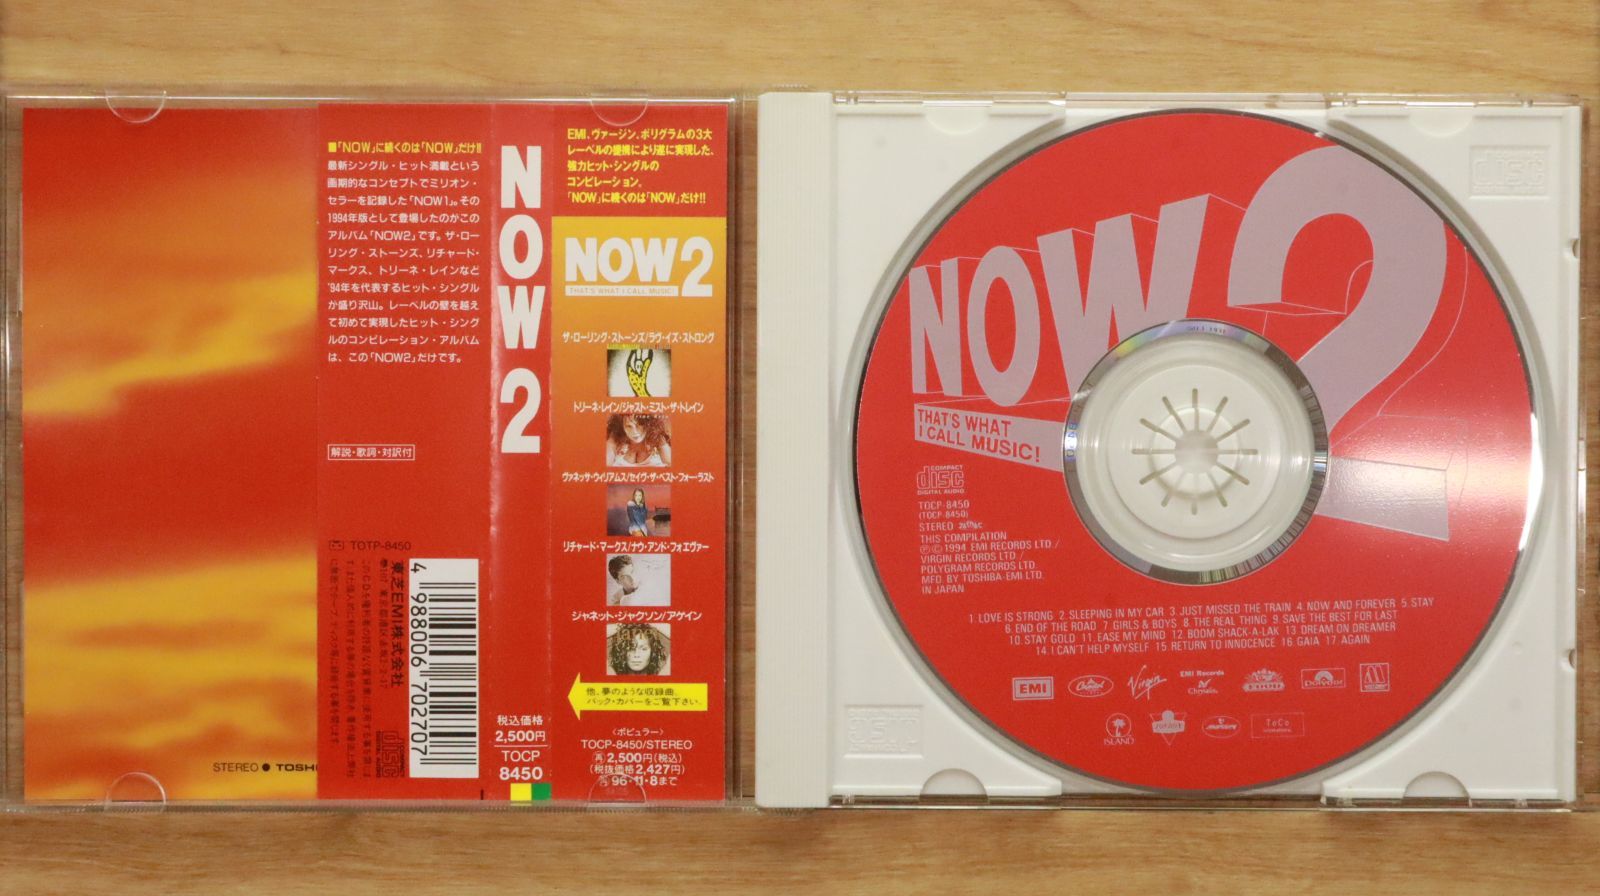 ■「NOW」に続くのは「NOW」だけ!!
最新シングル・ヒット満載という
画期的なコンセプトでミリオン・
セラーを記録した「NOW1」。その
1994年版として登場したのがこの
アルバム「NOW2」です。ザ・ロー
リング・ストーンズ、リチャード・
マークス、トリーネ・レインなど
'94年を代表するヒット・シングル
が盛り沢山。レーベルの壁を越え
て初めて実現したヒット・シング
ルのコンピレーション・アルバム
は、この「NOW2」だけです。
解説・歌詞・対訳付
TOTP-8450
東芝EMI株式会社
4 988006 702707
STEREO ● TOSHI
NOW 2
税込価格
2,500円
TOCP
8450
EMI、ヴァージン、ポリグラムの3大
レーベルの提携により遂に実現した、
強力ヒット・シングルの
コンピレーション。
「NOW」に続くのは「NOW」だけ!!
NOW2
THAT'S WHAT I CALL MUSIC!
ザ・ローリング・ストーンズ/ラヴ・イズ・ストロング
トリーネ・レイン/ジャスト・ミスト・ザ・トレイン
ヴァネッサ・ウィリアムス/セイヴ・ザ・ベスト・フォー・ラスト
リチャード・マークス/ナウ・アンド・フォエヴァー
ジャネット・ジャクソン/アゲイン
他、夢のような収録曲。
バック・カバーをご覧下さい。
〈ポピュラー〉
TOCP-8450/STEREO
再2,500円(税込)
(税抜価格2,427円)
96・11・8まで
NOW2
THAT'S WHAT
I CALL MUSIC!
COMPACT
disc
DIGITAL AUDIO
TOCP-8450
(TOCP-8450)
STEREO
THIS COMPILATION
Ⓟ© 1994 EMI RECORDS LTD./
VIRGIN RECORDS LTD./
POLYGRAM RECORDS LTD.
MFD. BY TOSHIBA-EMI LTD.
IN JAPAN
1 LOVE IS STRONG 2 SLEEPING IN MY CAR 3 JUST MISSED THE TRAIN 4 NOW AND FOREVER 5 STAY
6 END OF THE ROAD 7 GIRLS & BOYS 8 THE REAL THING 9 SAVE THE BEST FOR LAST
10 STAY GOLD 11 EASE MY MIND 12 BOOM SHACK-A-LAK 13 DREAM ON DREAMER
14 I CAN'T HELP MYSELF 15 RETURN TO INNOCENCE 16 GAIA 17 AGAIN
EMI Capitol Virgin EMI Records Chrysalis Polydor MOTOWN
ISLAND mercury ToCo International